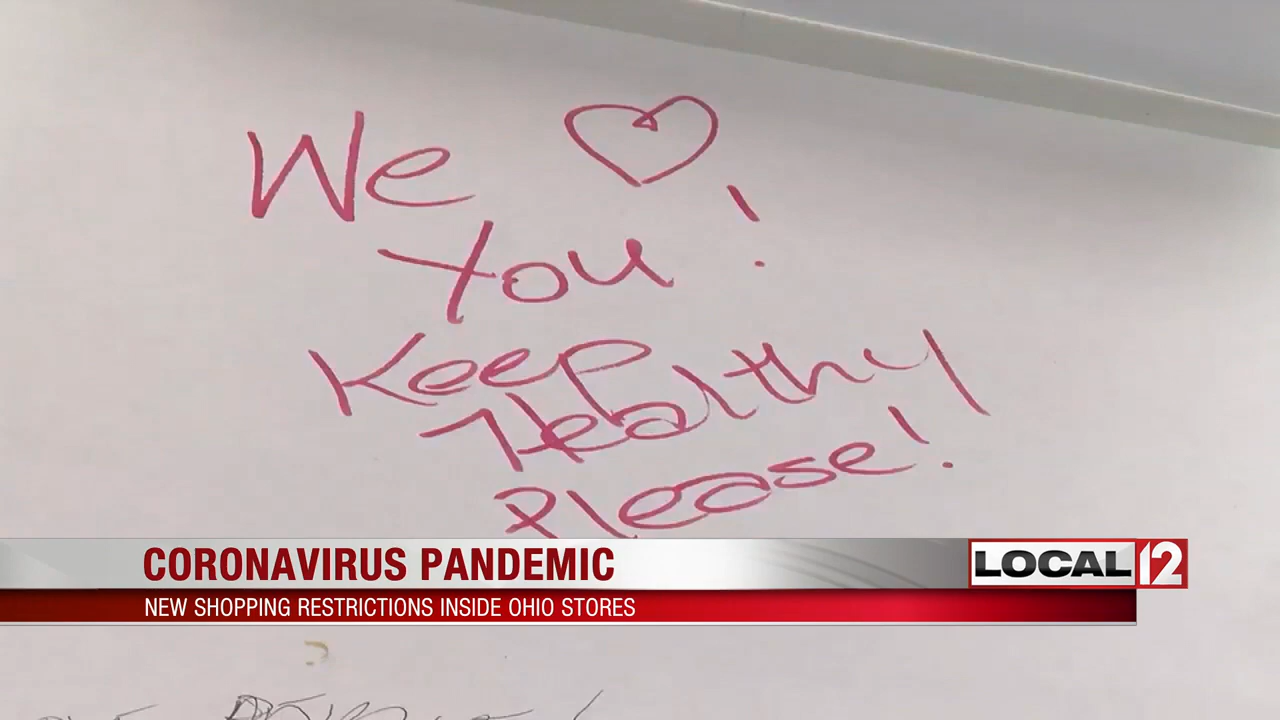 We ♡
You!
Keep
Healthy
Please!
CORONAVIRUS PANDEMIC
LOCAL 12
NEW SHOPPING RESTRICTIONS INSIDE OHIO STORES